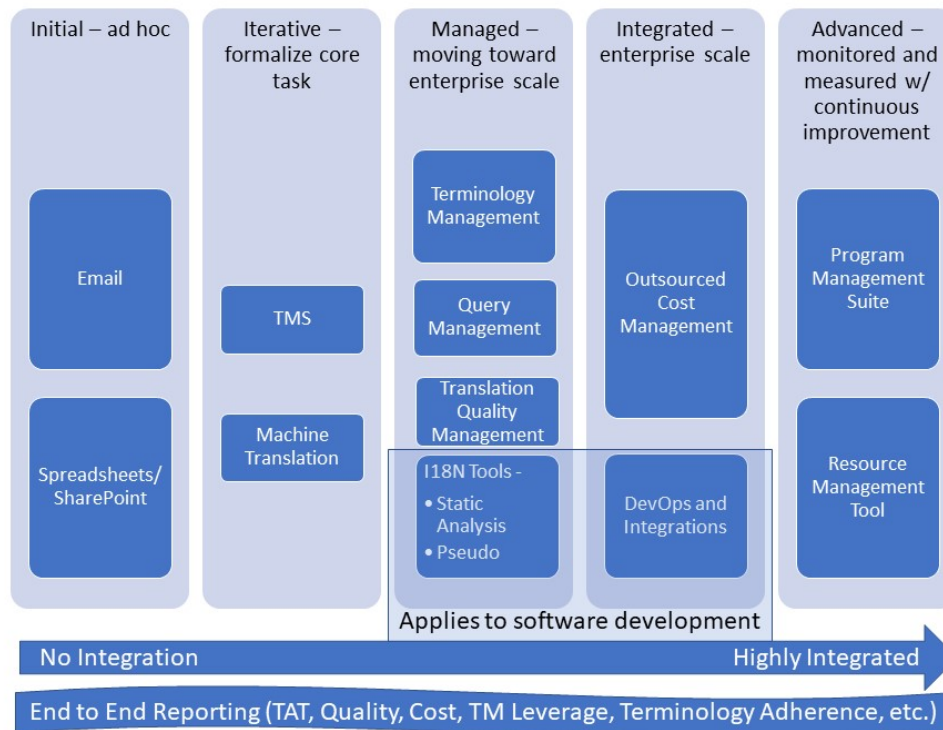 Initial – ad hoc
Iterative –
formalize core
task
Managed –
moving toward
enterprise scale
Integrated –
enterprise scale
Advanced –
monitored and
measured w/
continuous
improvement
Email
Spreadsheets/
SharePoint
TMS
Machine
Translation
Terminology
Management
Query
Management
Translation
Quality
Management
I18N Tools -
• Static
Analysis
• Pseudo
Outsourced
Cost
Management
DevOps and
Integrations
Program
Management
Suite
Resource
Management
Tool
Applies to software development
No Integration
Highly Integrated
End to End Reporting (TAT, Quality, Cost, TM Leverage, Terminology Adherence, etc.)